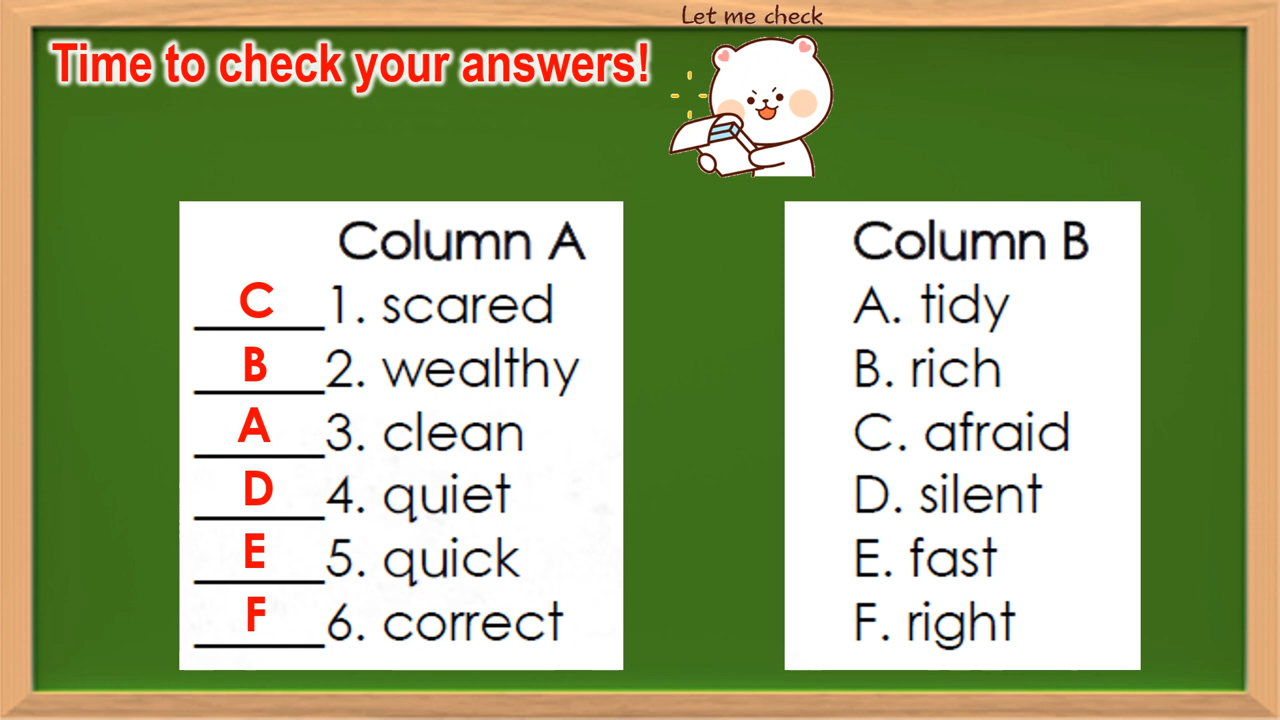 Let me check
Time to check your answers!
Column A
C 1. scared
B 2. wealthy
A 3. clean
D 4. quiet
E 5. quick
F 6. correct
Column B
A. tidy
B. rich
C. afraid
D. silent
E. fast
F. right